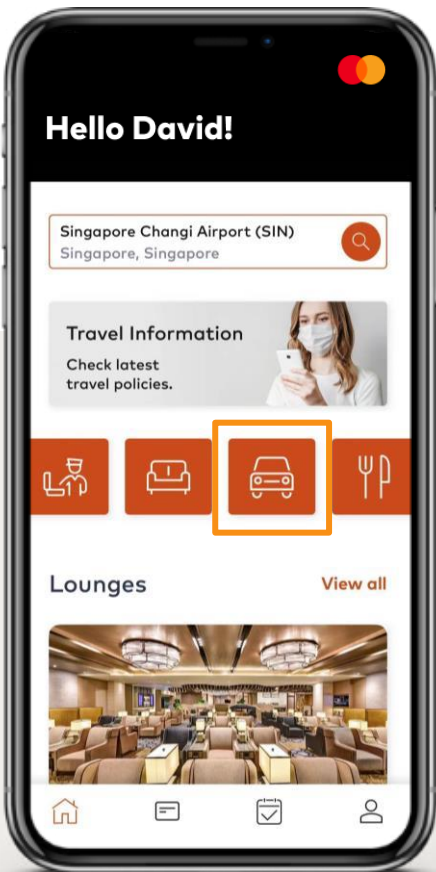 Hello David!
Singapore Changi Airport (SIN)
Singapore, Singapore
Travel Information
Check latest
travel policies.
Lounges
View all